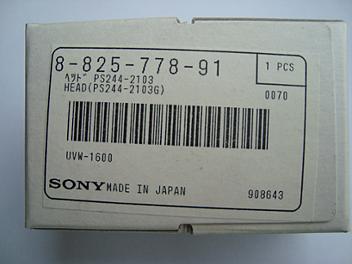 8-825-778-91
1 PCS
ﾍｯﾄﾞ PS244-2103
HEAD(PS244-2103G)
0070
UVW-1600
SONY MADE IN JAPAN
908643